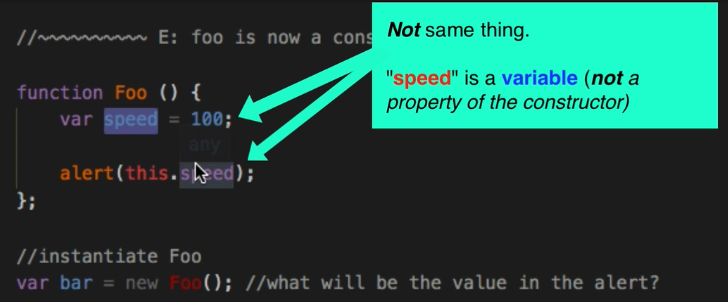 //~~~~~~~~~~ E: foo is now a cons
Not same thing.
"speed" is a variable (not a
property of the constructor)
function Foo () {
var speed = 100;
any
alert(this.speed);
};
//instantiate Foo
var bar = new Foo(); //what will be the value in the alert?